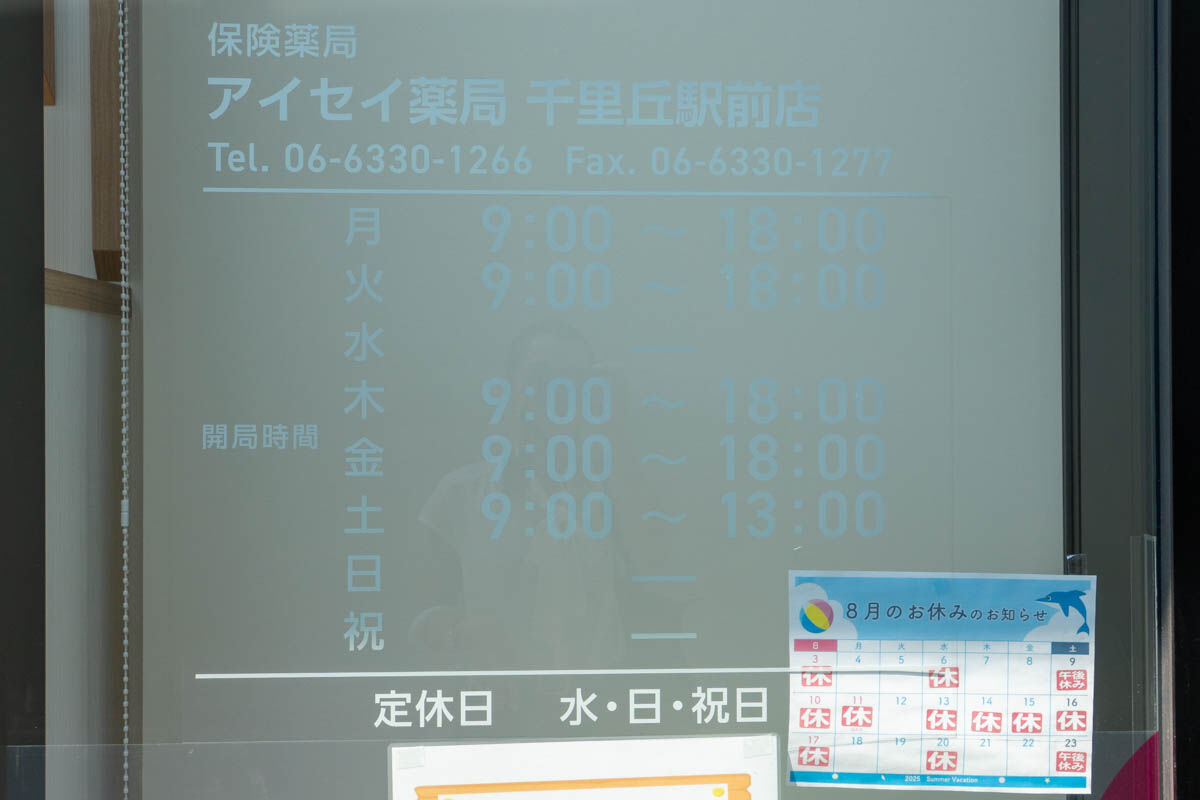 保険薬局
アイセイ薬局 千里丘駅前店
Tel. 06-6330-1266 Fax. 06-6330-1277
開局時間
月 9:00 ～ 18:00
火 9:00 ～ 18:00
水 —
木 9:00 ～ 18:00
金 9:00 ～ 18:00
土 9:00 ～ 13:00
日 —
祝 —
定休日 水・日・祝日
8月のお休みのお知らせ
日 月 火 水 木 金 土
3 4 5 6 7 8 9
休 休 午後休み
10 11 12 13 14 15 16
休 休 休 休 休 休
17 18 19 20 21 22 23
休 休 午後休み
2025 Summer Vacation